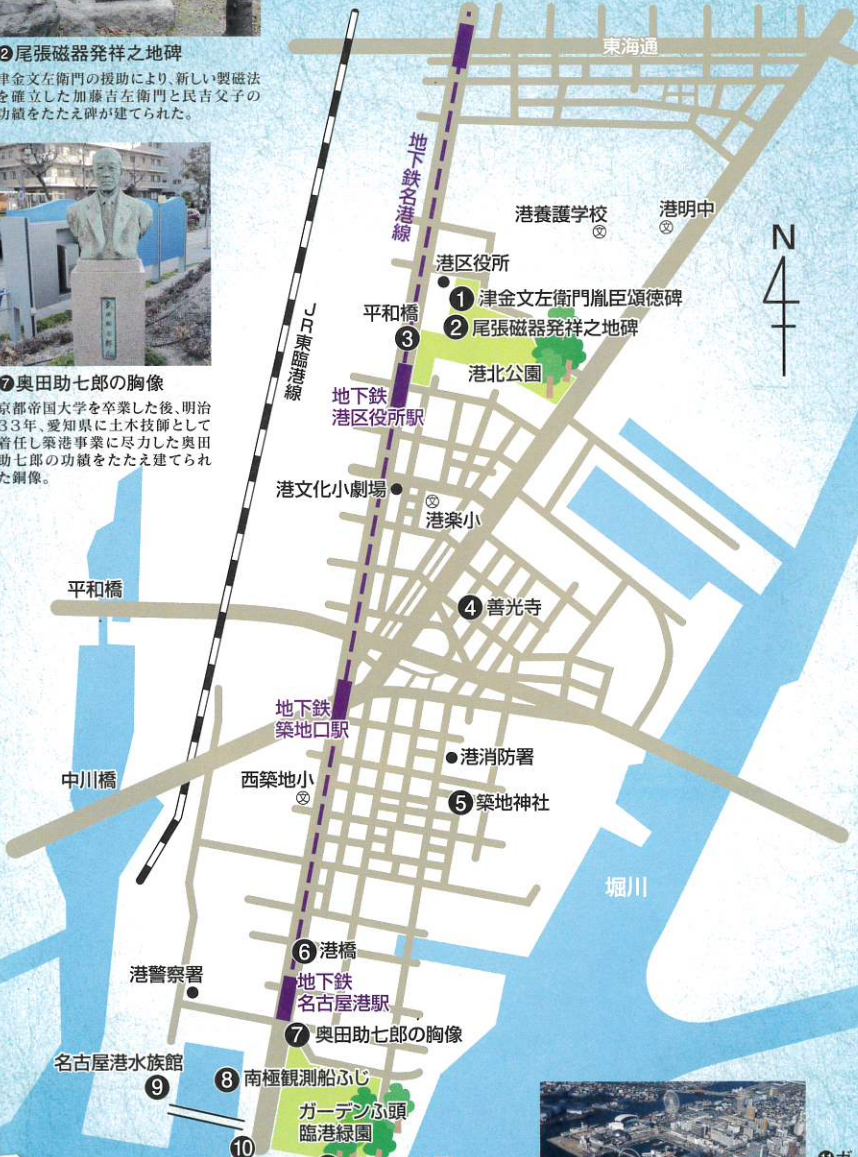 ❷尾張磁器発祥之地碑
津金文左衛門の援助により、新しい製磁法
を確立した加藤吉左衛門と民吉父子の
功績をたたえ碑が建てられた。
❼奥田助七郎の胸像
京都帝国大学を卒業した後、明治
33年、愛知県に土木技師として
着任し築港事業に尽力した奥田
助七郎の功績をたたえ建てられ
た銅像。
東海通
地下鉄名港線
JR東臨港線
港養護学校
文
港明中
文
N
港区役所
❶ 津金文左衛門胤臣頌徳碑
❷ 尾張磁器発祥之地碑
平和橋
❸
港北公園
地下鉄
港区役所駅
港文化小劇場
文
港楽小
平和橋
❹ 善光寺
地下鉄
築地口駅
中川橋
西築地小
文
港消防署
❺ 築地神社
堀川
❻ 港橋
港警察署
地下鉄
名古屋港駅
❼ 奥田助七郎の胸像
名古屋港水族館
❾
❽ 南極観測船ふじ
ガーデンふ頭
臨港緑園
❿
ガ